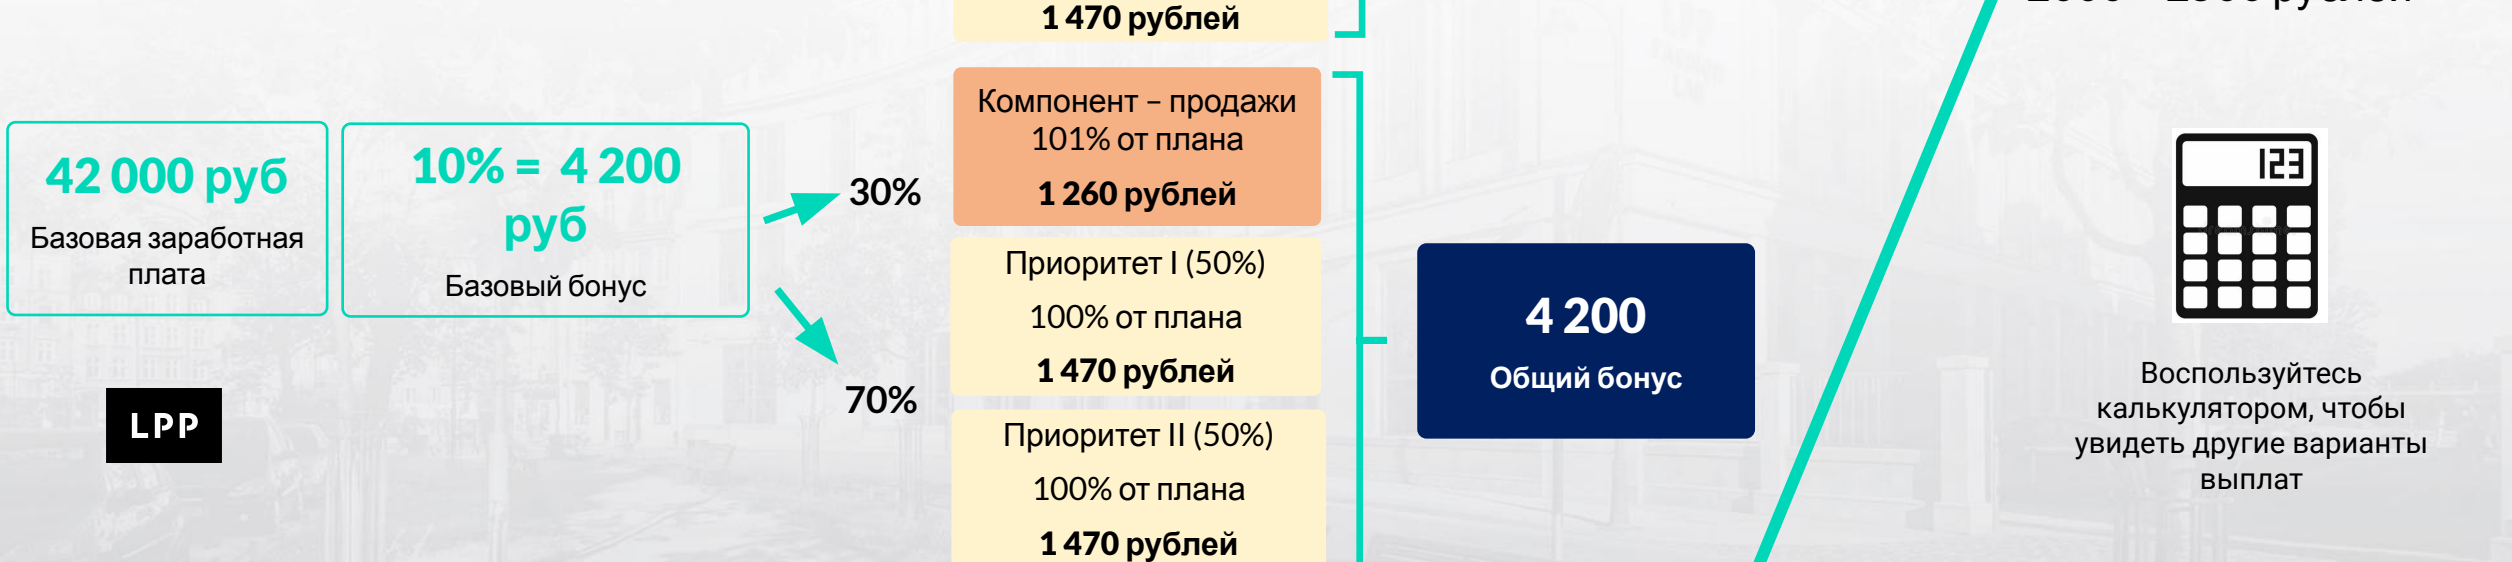 1 470 рублей
42 000 руб
Базовая заработная
плата
10% = 4 200
руб
Базовый бонус
30%
70%
Компонент – продажи
101% от плана
1 260 рублей
Приоритет I (50%)
100% от плана
1 470 рублей
Приоритет II (50%)
100% от плана
1 470 рублей
4 200
Общий бонус
123
Воспользуйтесь
калькулятором, чтобы
увидеть другие варианты
выплат
LPP